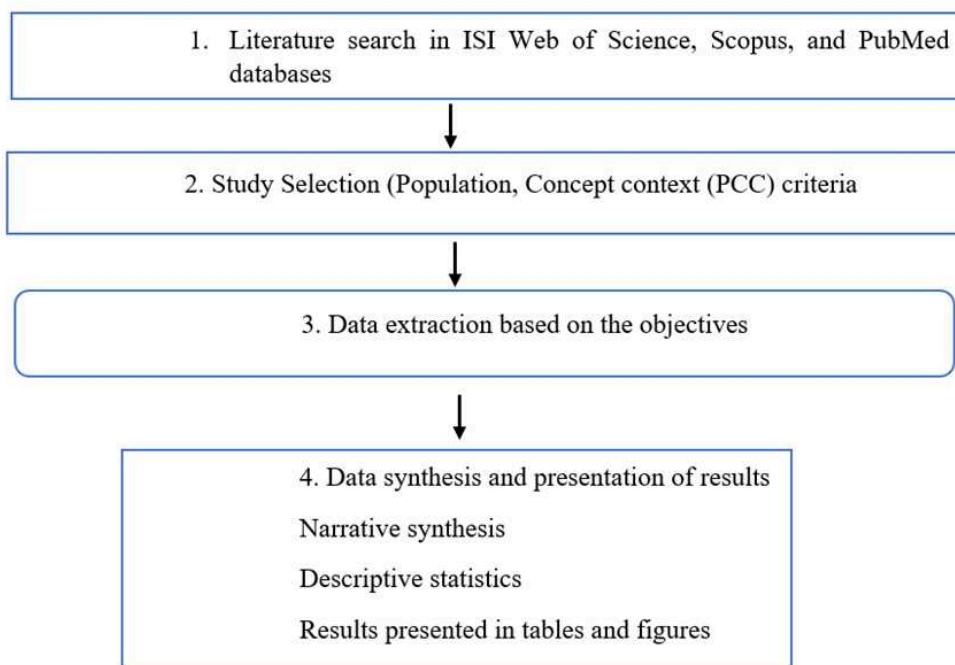 1. Literature search in ISI Web of Science, Scopus, and PubMed
databases
2. Study Selection (Population, Concept context (PCC) criteria
3. Data extraction based on the objectives
4. Data synthesis and presentation of results
Narrative synthesis
Descriptive statistics
Results presented in tables and figures